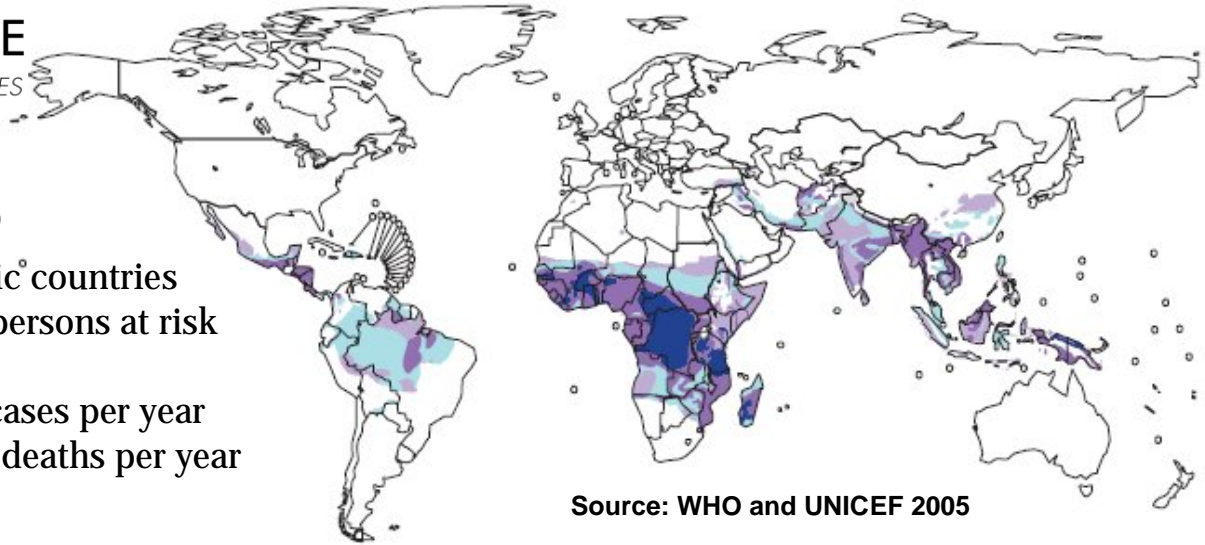 E
ES
)
ic countries
persons at risk
cases per year
deaths per year
Source: WHO and UNICEF 2005